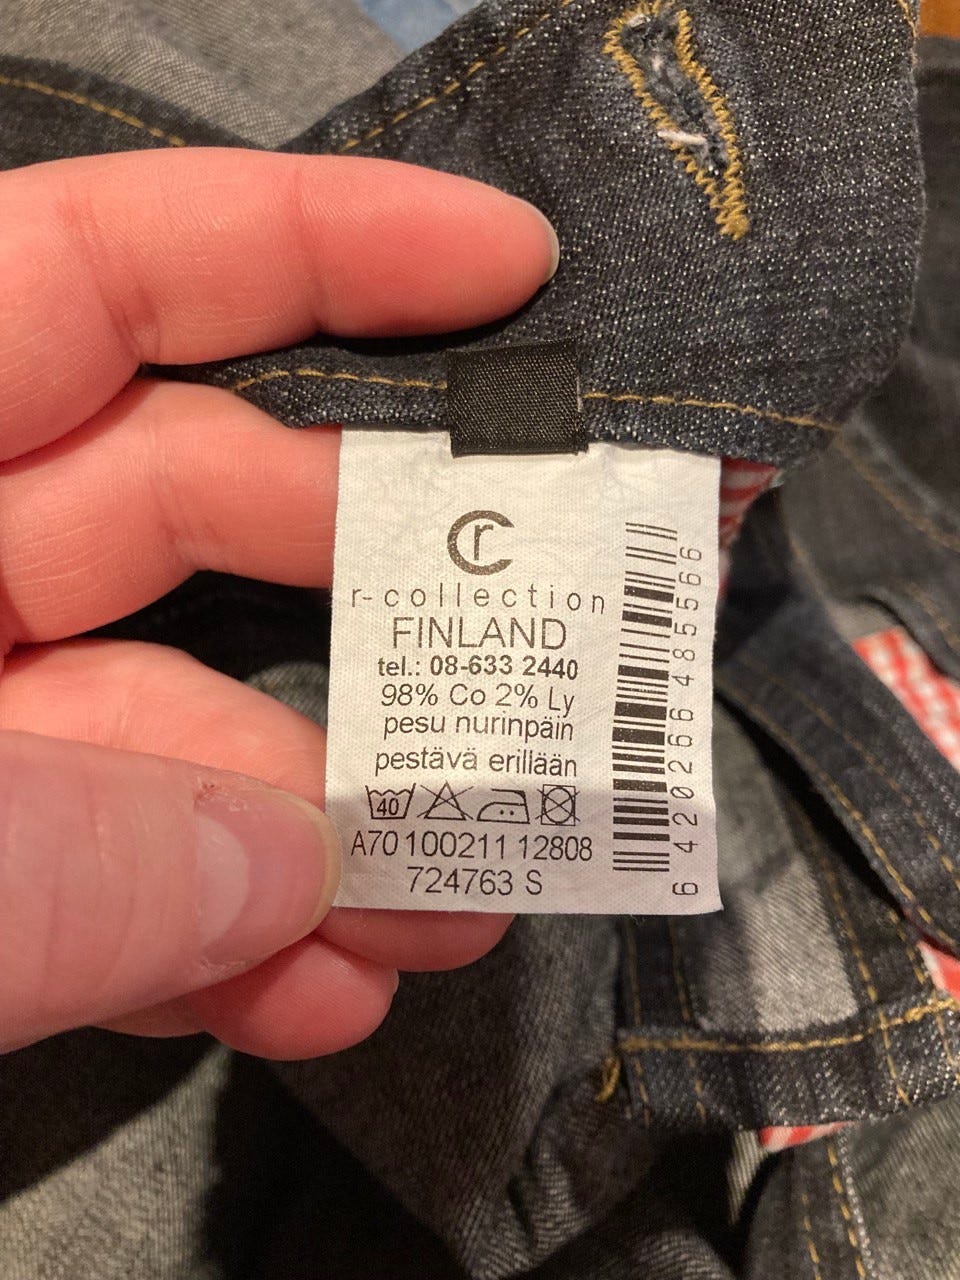 r-collection
FINLAND
tel.: 08-633 2440
98% Co 2% Ly
pesu nurinpäin
pestävä erillään
40
A70 100211 12808
724763 S
6 420266 485566